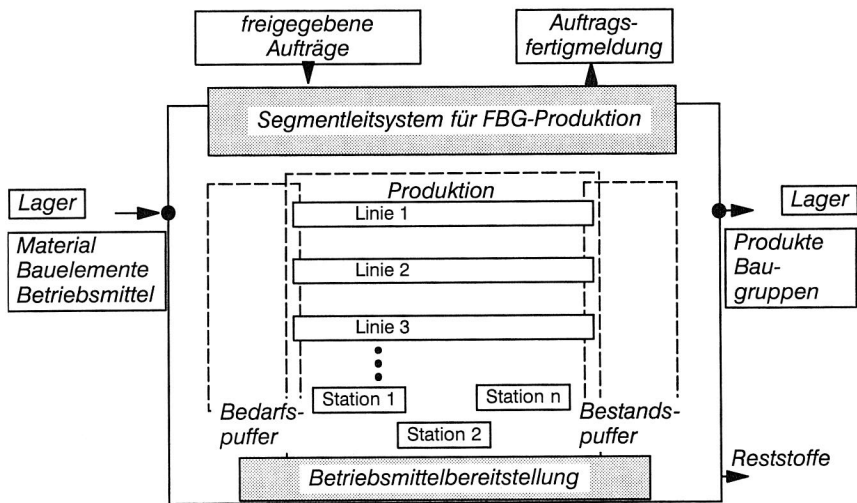 freigegebene
Aufträge
Auftrags-
fertigmeldung
Segmentleitsystem für FBG-Produktion
Produktion
Lager
Material
Bauelemente
Betriebsmittel
Linie 1
Linie 2
Linie 3
Lager
Produkte
Bau-
gruppen
Station 1
Station n
Station 2
Bedarfs-
puffer
Bestands-
puffer
Betriebsmittelbereitstellung
Reststoffe